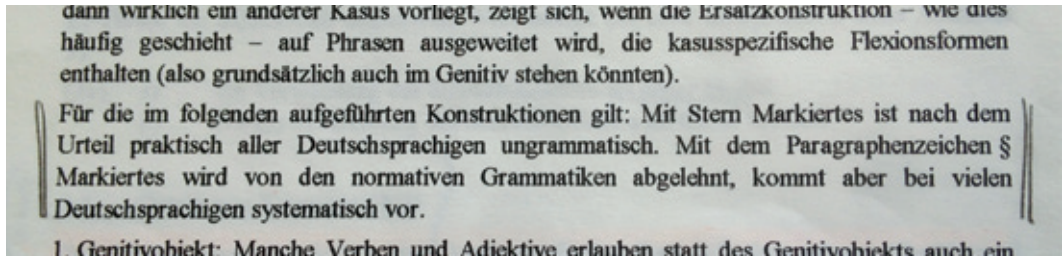 dann wirklich ein anderer Kasus vorliegt, zeigt sich, wenn die Ersatzkonstruktion – wie dies
häufig geschieht – auf Phrasen ausgeweitet wird, die kasusspezifische Flexionsformen
enthalten (also grundsätzlich auch im Genitiv stehen könnten).
Für die im folgenden aufgeführten Konstruktionen gilt: Mit Stern Markiertes ist nach dem
Urteil praktisch aller Deutschsprachigen ungrammatisch. Mit dem Paragraphenzeichen §
Markiertes wird von den normativen Grammatiken abgelehnt, kommt aber bei vielen
Deutschsprachigen systematisch vor.
1. Genitivobjekt: Manche Verben und Adjektive erlauben statt des Genitivobjekts auch ein